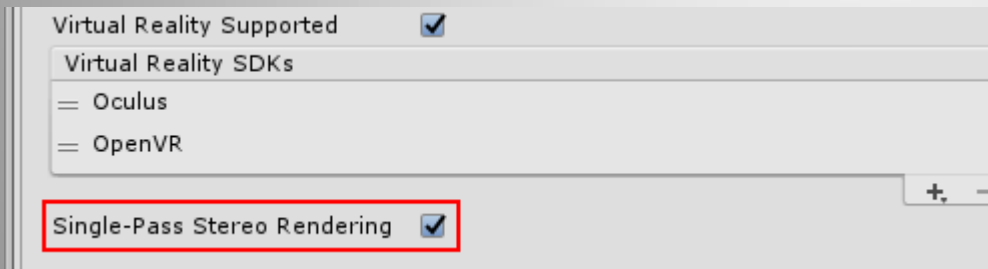 Virtual Reality Supported
Virtual Reality SDKs
= Oculus
= OpenVR
Single-Pass Stereo Rendering